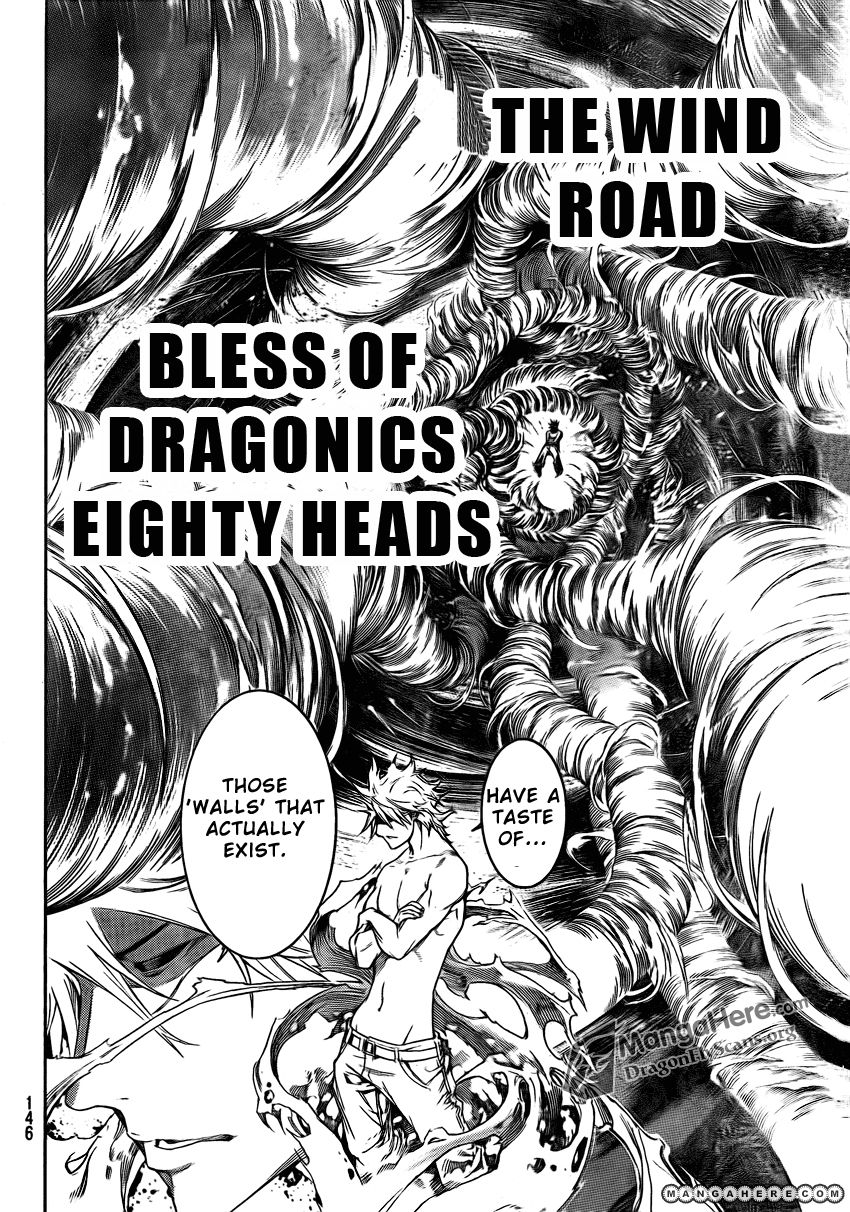 THE WIND
ROAD
BLESS OF
DRAGONICS
EIGHTY HEADS
HAVE A
TASTE
OF...
THOSE
'WALLS' THAT
ACTUALLY
EXIST.
MangaHere.com
DragonFlyScans.org
146
MANGAHERE.COM